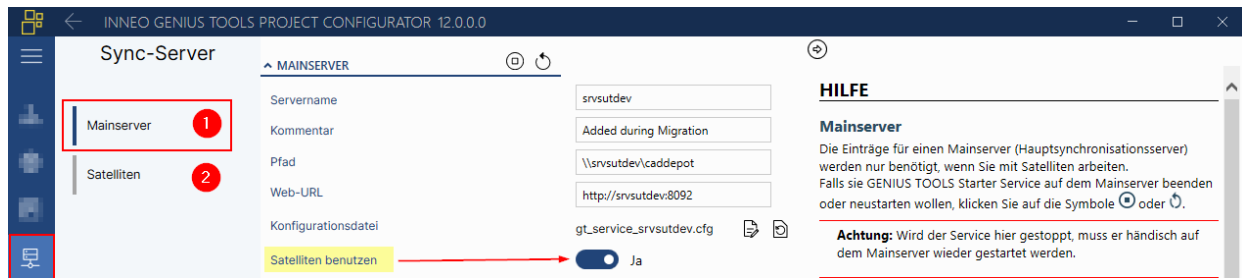 INNEO GENIUS TOOLS PROJECT CONFIGURATOR 12.0.0.0
Sync-Server
Mainserver 1
Satelliten 2
MAINSERVER
Servername srvsutdev
Kommentar Added during Migration
Pfad \\srvsutdev\caddepot
Web-URL http://srvsutdev:8092
Konfigurationsdatei gt_service_srvsutdev.cfg
Satelliten benutzen Ja
HILFE
Mainserver
Die Einträge für einen Mainserver (Hauptsynchronisationsserver)
werden nur benötigt, wenn Sie mit Satelliten arbeiten.
Falls sie GENIUS TOOLS Starter Service auf dem Mainserver beenden
oder neustarten wollen, klicken Sie auf die Symbole oder .
Achtung: Wird der Service hier gestoppt, muss er händisch auf
dem Mainserver wieder gestartet werden.